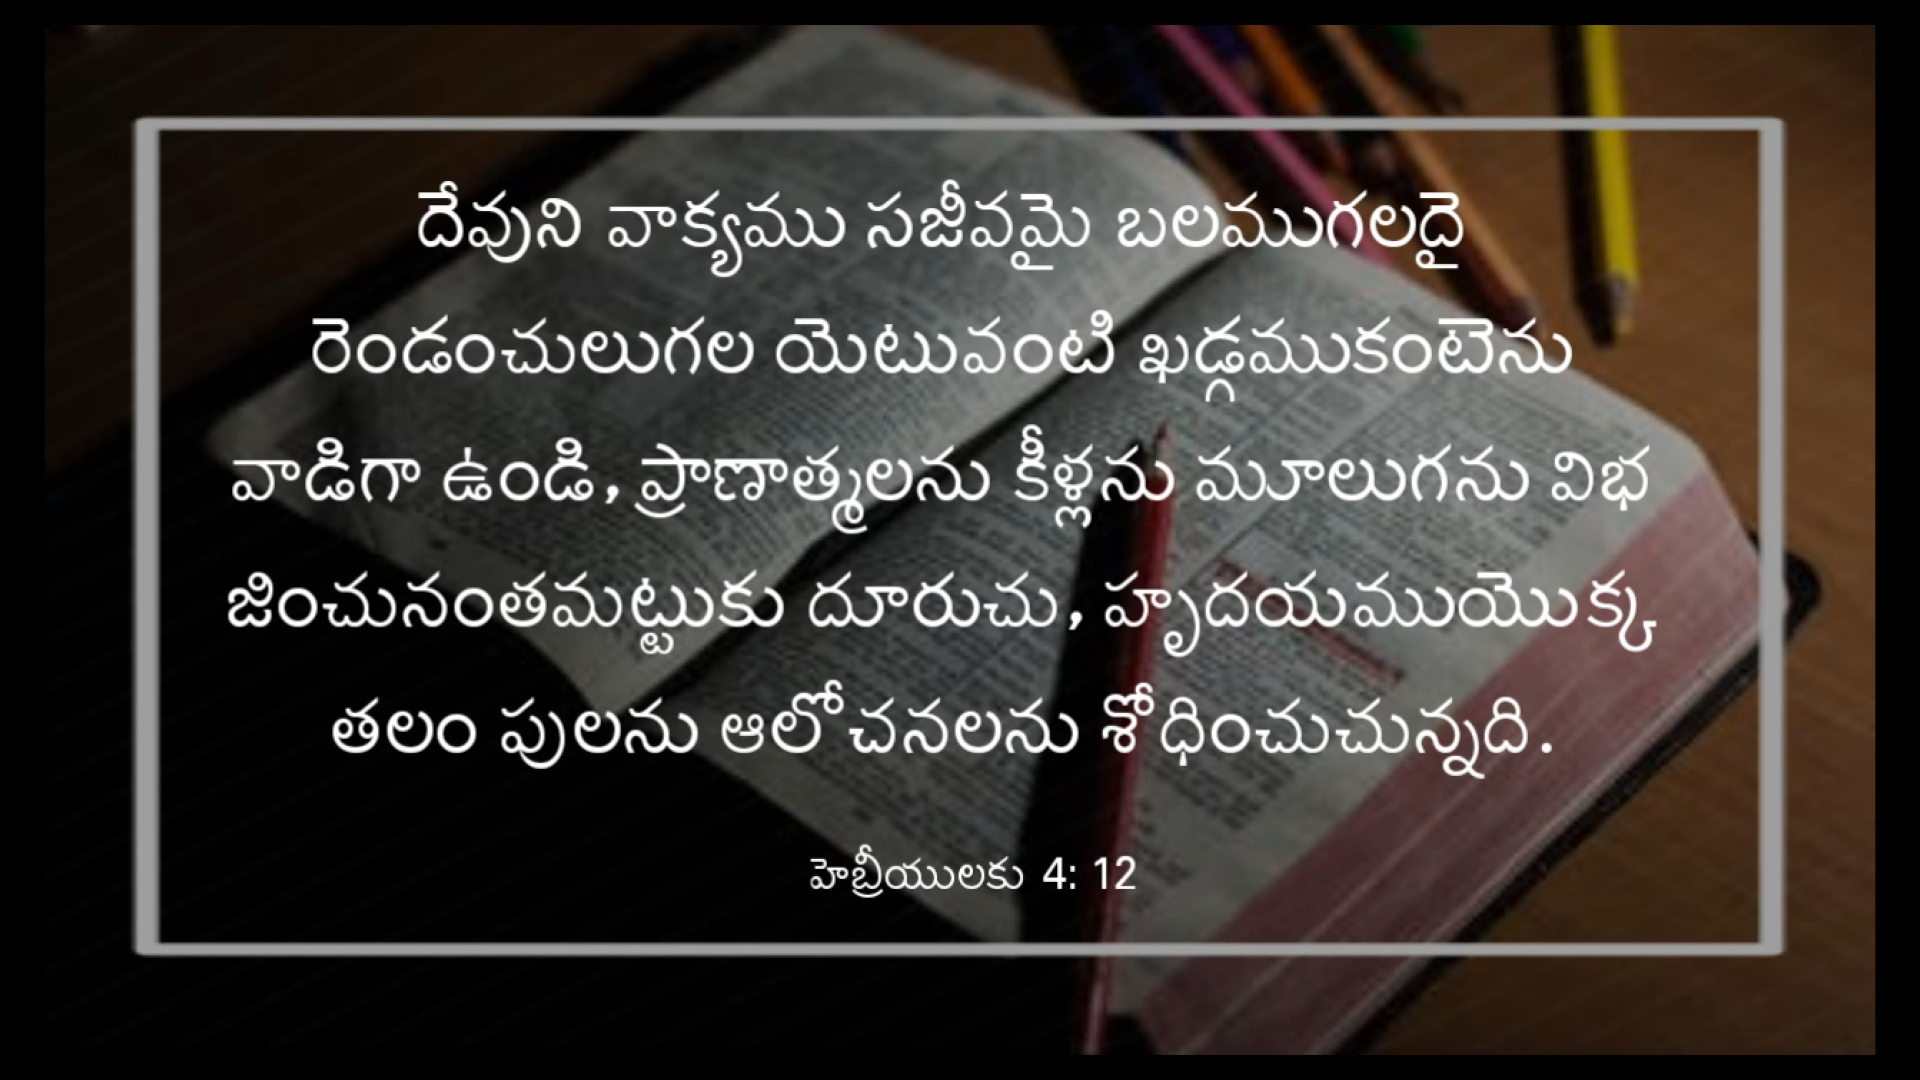 దేవుని వాక్యము సజీవమై బలముగలదై
రెండంచులుగల యెటువంటి ఖడ్గముకంటెను
వాడిగా ఉండి, ప్రాణాత్మలను కీళ్లను మూలుగను విభ
జించునంతమట్టుకు దూరుచు, హృదయముయొక్క
తలం పులను ఆలోచనలను శోధించుచున్నది.
హెబ్రీయులకు 4: 12